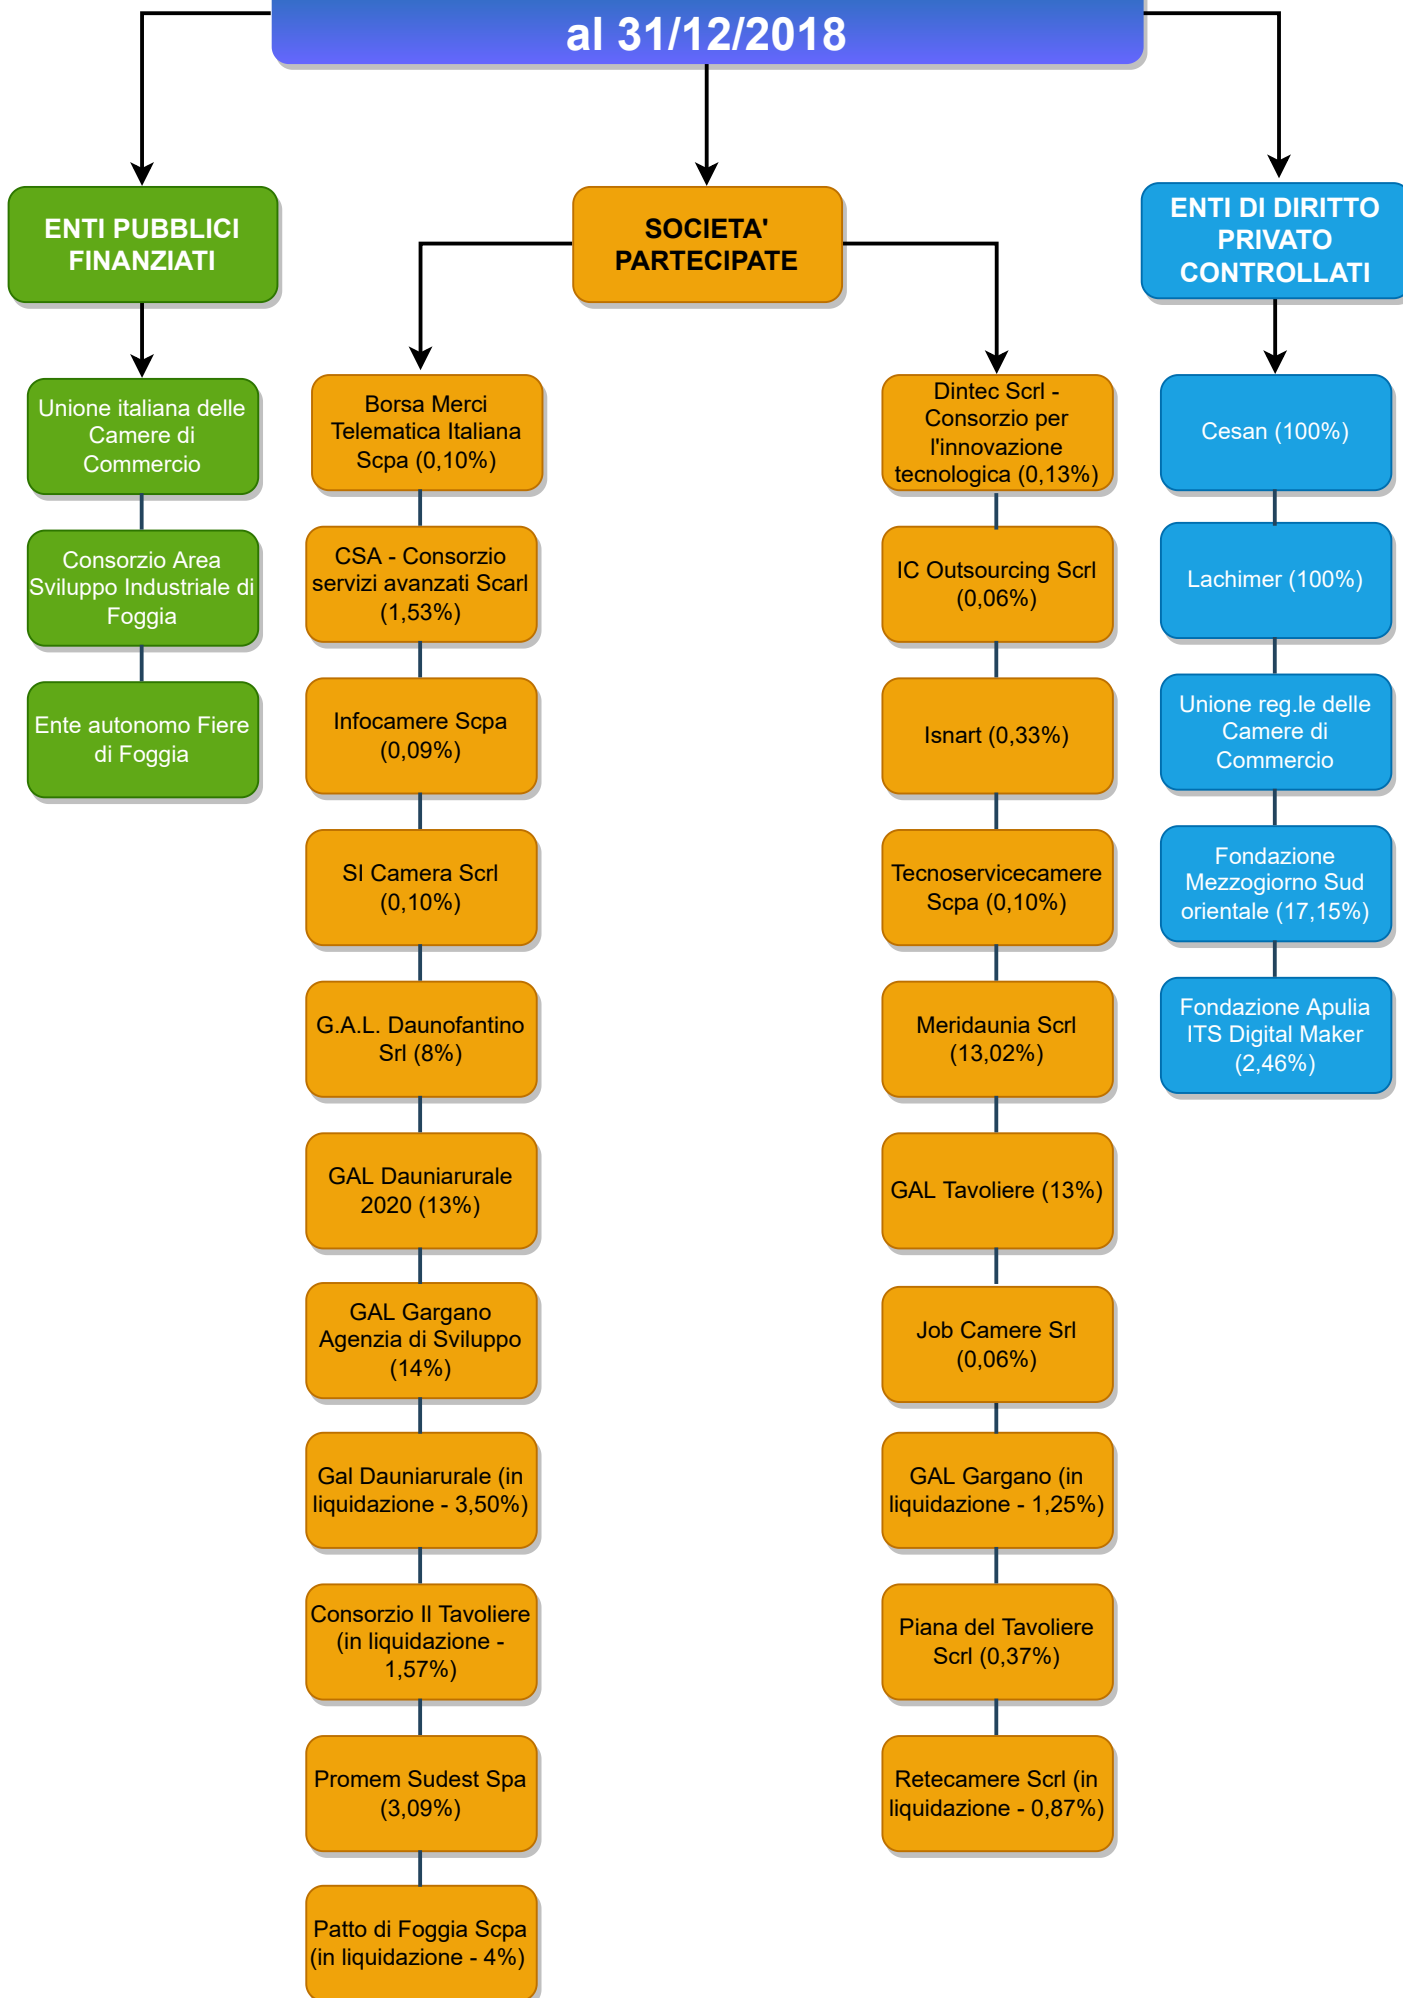 al 31/12/2018
ENTI PUBBLICI
FINANZIATI
SOCIETA'
PARTECIPATE
ENTI DI DIRITTO
PRIVATO
CONTROLLATI
Unione italiana delle
Camere di
Commercio
Consorzio Area
Sviluppo Industriale di
Foggia
Ente autonomo Fiere
di Foggia
Borsa Merci
Telematica Italiana
Scpa (0,10%)
CSA - Consorzio
servizi avanzati Scarl
(1,53%)
Infocamere Scpa
(0,09%)
SI Camera Scrl
(0,10%)
G.A.L. Daunofantino
Srl (8%)
GAL Dauniarurale
2020 (13%)
GAL Gargano
Agenzia di Sviluppo
(14%)
Gal Dauniarurale (in
liquidazione - 3,50%)
Consorzio Il Tavoliere
(in liquidazione -
1,57%)
Promem Sudest Spa
(3,09%)
Patto di Foggia Scpa
(in liquidazione - 4%)
Dintec Scrl -
Consorzio per
l'innovazione
tecnologica (0,13%)
IC Outsourcing Scrl
(0,06%)
Isnart (0,33%)
Tecnoservicecamere
Scpa (0,10%)
Meridaunia Scrl
(13,02%)
GAL Tavoliere (13%)
Job Camere Srl
(0,06%)
GAL Gargano (in
liquidazione - 1,25%)
Piana del Tavoliere
Scrl (0,37%)
Retecamere Scrl (in
liquidazione - 0,87%)
Cesan (100%)
Lachimer (100%)
Unione reg.le delle
Camere di
Commercio
Fondazione
Mezzogiorno Sud
orientale (17,15%)
Fondazione Apulia
ITS Digital Maker
(2,46%)